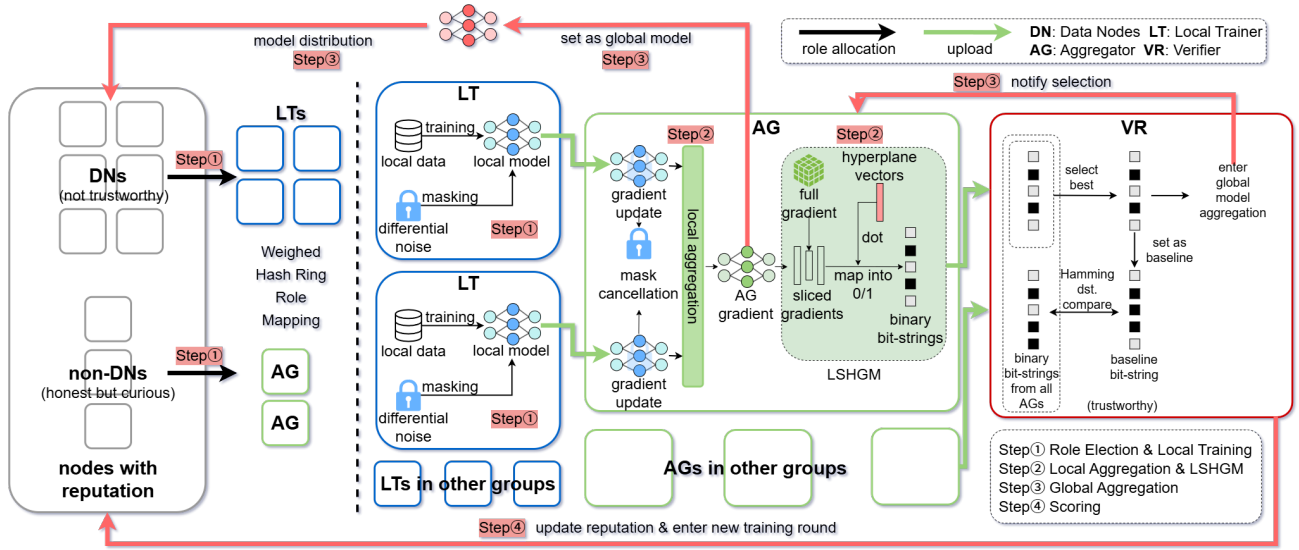 model distribution
Step③
set as global model
Step③
role allocation
upload
DN: Data Nodes LT: Local Trainer
AG: Aggregator VR: Verifier
Step③ notify selection
DNs
(not trustworthy)
Step①
LTs
Weighed
Hash Ring
Role
Mapping
non-DNs
(honest but curious)
Step①
AG
AG
nodes with
reputation
LT
training
local data
local model
masking
differential
noise
Step①
LT
training
local data
local model
masking
differential
noise
Step①
LTs in other groups
AG
Step②
gradient
update
mask
cancellation
gradient
update
local aggregation
AG
gradient
Step②
full
gradient
hyperplane
vectors
dot
sliced
gradients
map into
0/1
binary
bit-strings
LSHGM
AGs in other groups
VR
select
best
enter
global
model
aggregation
set as
baseline
Hamming
dst.
compare
binary
bit-strings
from all
AGs
baseline
bit-string
(trustworthy)
Step① Role Election & Local Training
Step② Local Aggregation & LSHGM
Step③ Global Aggregation
Step④ Scoring
Step④ update reputation & enter new training round